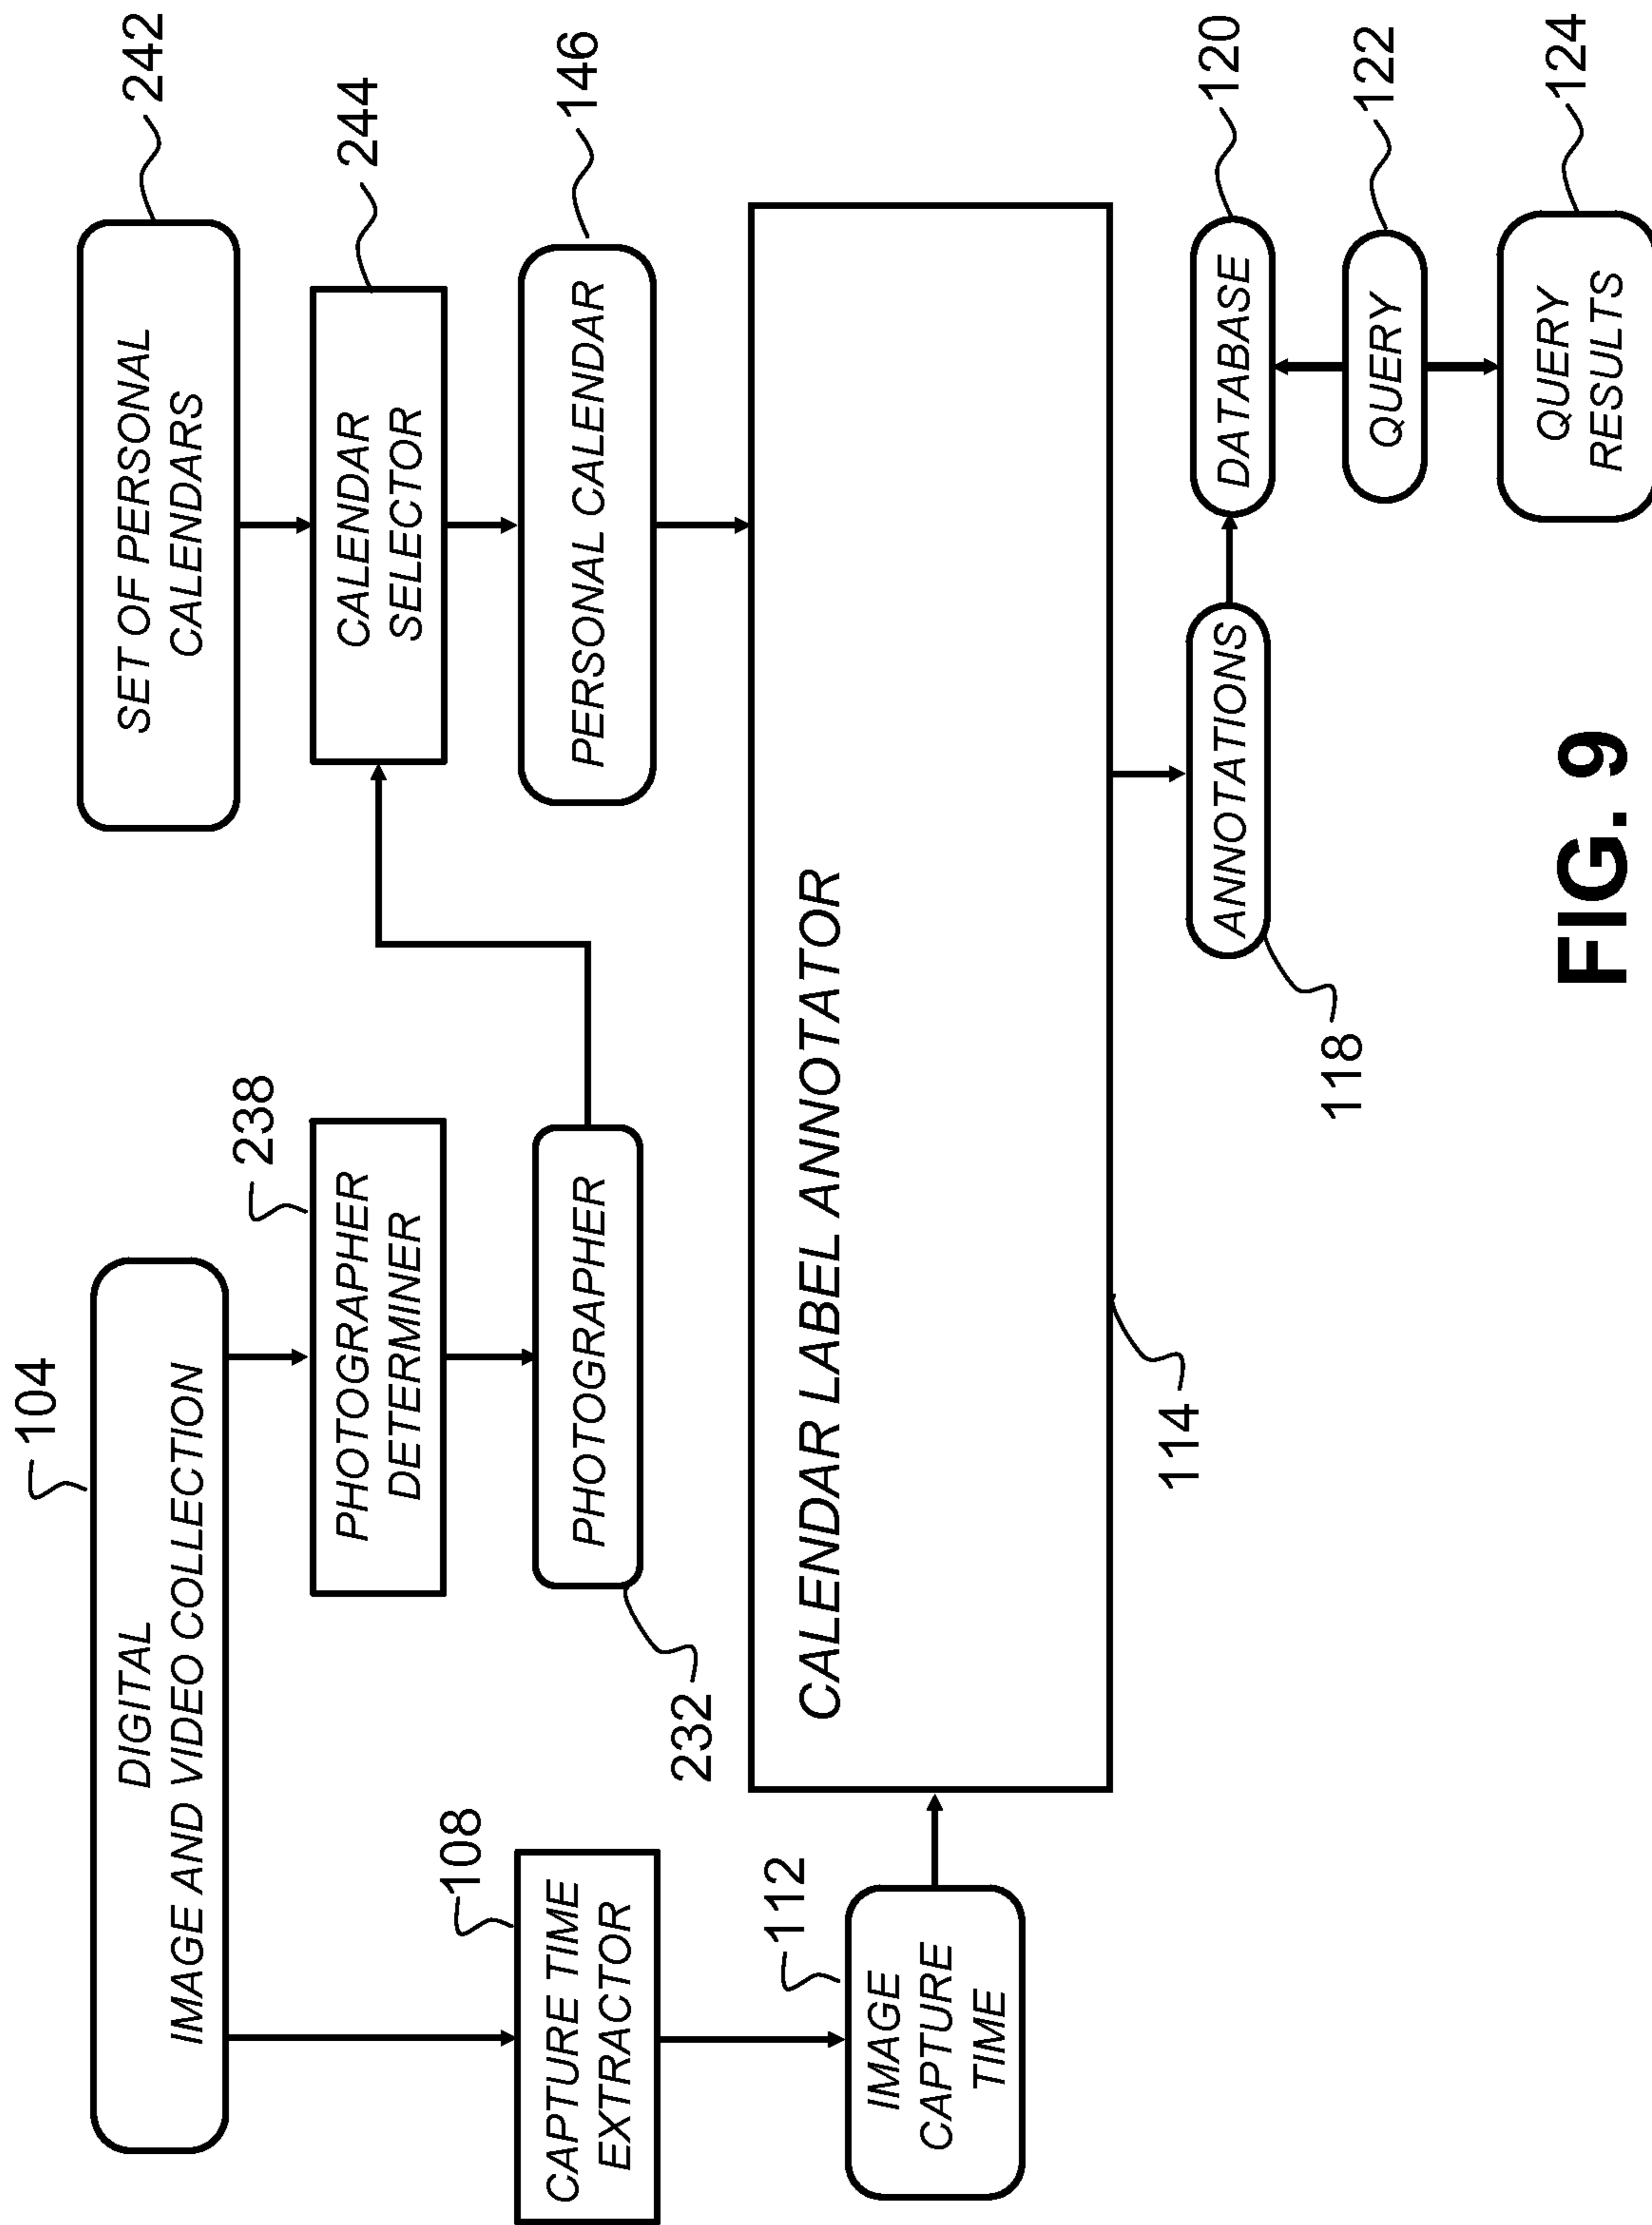 104
DIGITAL
IMAGE AND VIDEO COLLECTION
SET OF PERSONAL
CALENDARS
242
238
PHOTOGRAPHER
DETERMINER
CALENDAR
SELECTOR
244
108
CAPTURE TIME
EXTRACTOR
PHOTOGRAPHER
232
PERSONAL CALENDAR
146
112
IMAGE
CAPTURE
TIME
CALENDAR LABEL ANNOTATOR
114
ANNOTATIONS
118
DATABASE
120
QUERY
122
QUERY
RESULTS
124
FIG. 9